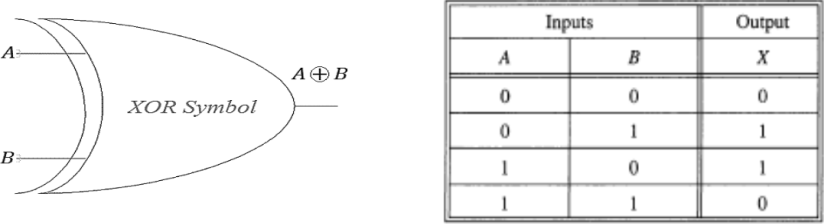 A
B
XOR Symbol
A ⊕ B
Inputs Output
A B X
0 0 0
0 1 1
1 0 1
1 1 0